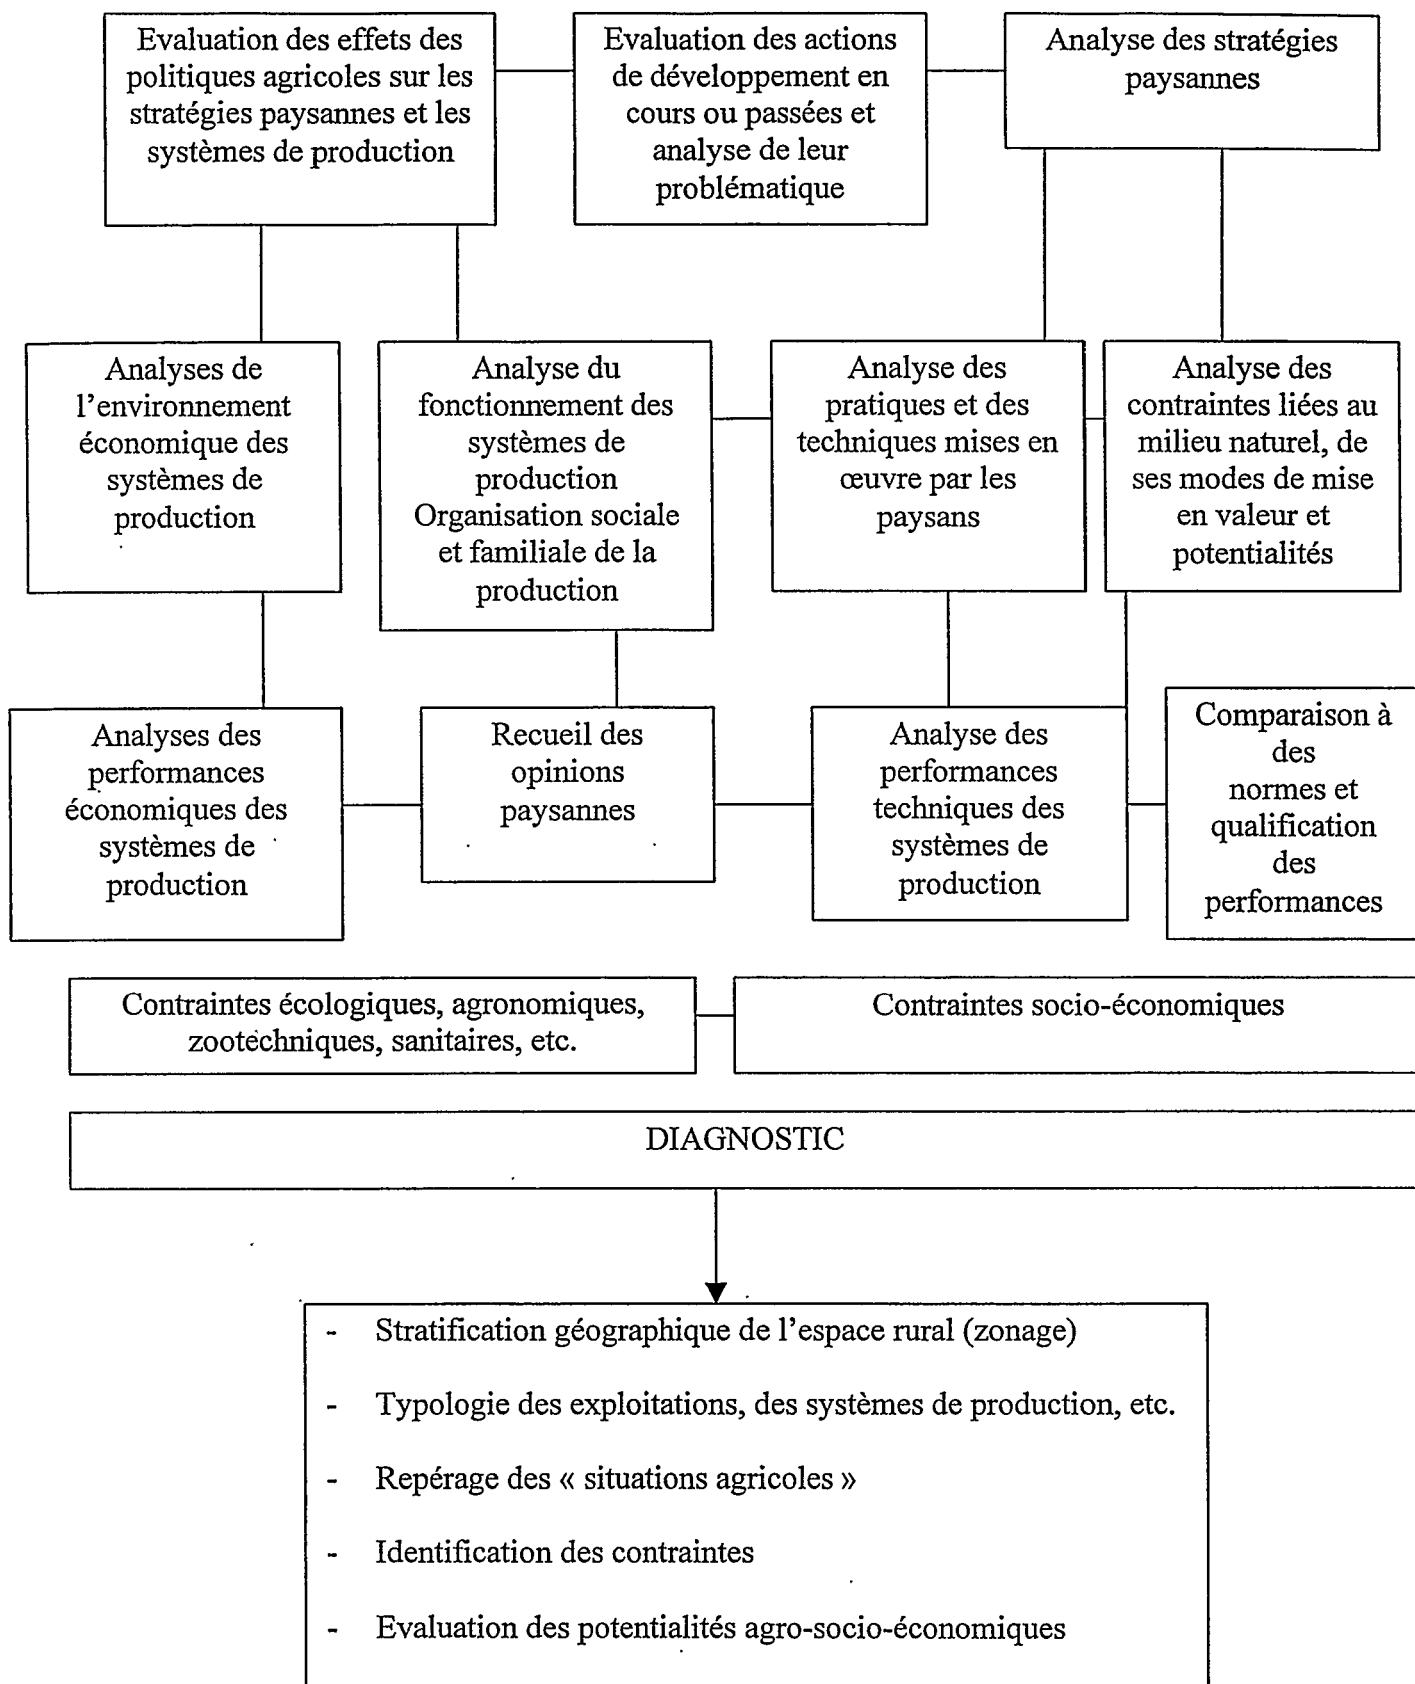 Evaluation des effets des
politiques agricoles sur les
stratégies paysannes et les
systèmes de production
Evaluation des actions
de développement en
cours ou passées et
analyse de leur
problématique
Analyse des stratégies
paysannes
Analyses de
l’environnement
économique des
systèmes de
production
Analyse du
fonctionnement des
systèmes de
production
Organisation sociale
et familiale de la
production
Analyse des
pratiques et des
techniques mises en
œuvre par les
paysans
Analyse des
contraintes liées au
milieu naturel, de
ses modes de mise
en valeur et
potentialités
Analyses des
performances
économiques des
systèmes de
production
Recueil des
opinions
paysannes
Analyse des
performances
techniques des
systèmes de
production
Comparaison à
des
normes et
qualification
des
performances
Contraintes écologiques, agronomiques,
zootechniques, sanitaires, etc.
Contraintes socio-économiques
DIAGNOSTIC
- Stratification géographique de l’espace rural (zonage)
- Typologie des exploitations, des systèmes de production, etc.
- Repérage des « situations agricoles »
- Identification des contraintes
- Evaluation des potentialités agro-socio-économiques